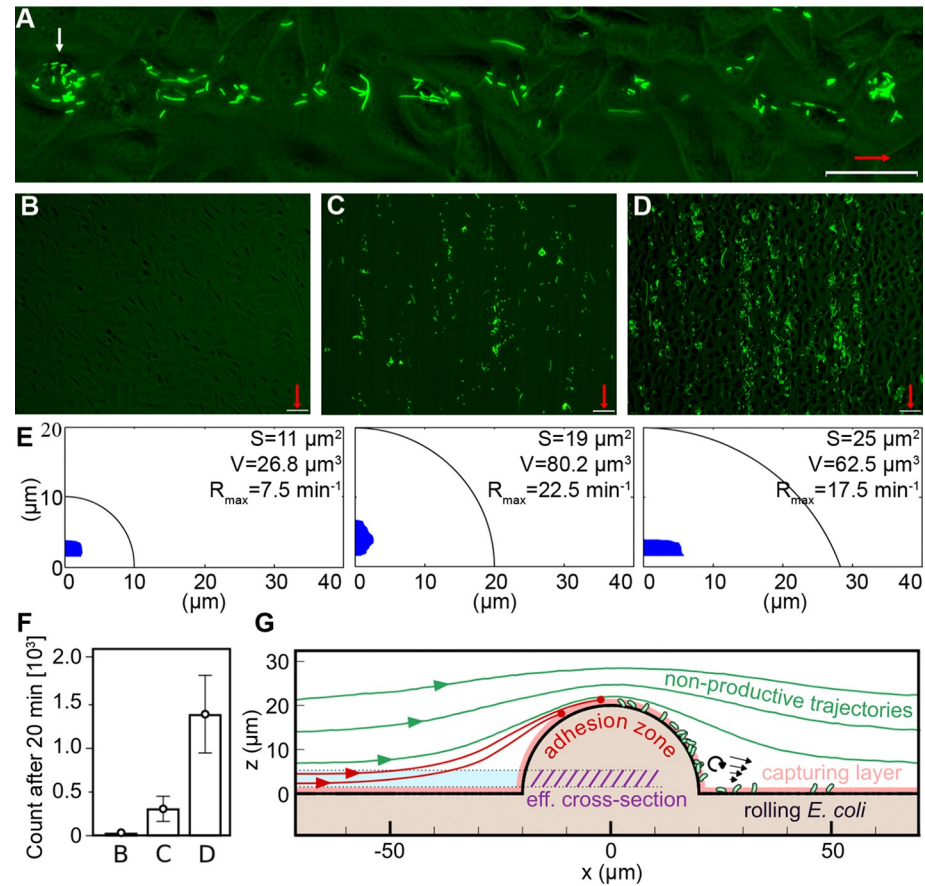 A
B
C
D
E
20
10
0
(µm)
S=11 µm²
V=26.8 µm³
Rmax=7.5 min⁻¹
0 10 20 30 40
(µm)
S=19 µm²
V=80.2 µm³
Rmax=22.5 min⁻¹
0 10 20 30 40
(µm)
S=25 µm²
V=62.5 µm³
Rmax=17.5 min⁻¹
0 10 20 30 40
(µm)
F
Count after 20 min [10³]
2.0
1.5
1.0
0.5
0
B C D
G
z (µm)
30
20
10
0
non-productive trajectories
adhesion zone
capturing layer
eff. cross-section
rolling E. coli
-50 0 50
x (µm)